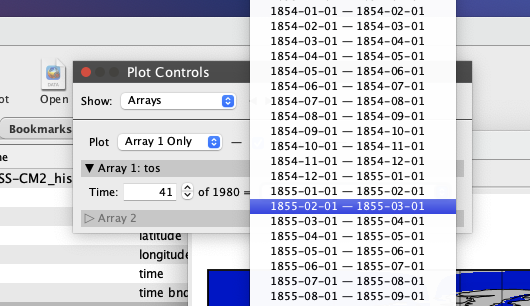 1854-01-01 — 1854-02-01
1854-02-01 — 1854-03-01
1854-03-01 — 1854-04-01
1854-04-01 — 1854-05-01
1854-05-01 — 1854-06-01
1854-06-01 — 1854-07-01
1854-07-01 — 1854-08-01
1854-08-01 — 1854-09-01
1854-09-01 — 1854-10-01
1854-10-01 — 1854-11-01
1854-11-01 — 1854-12-01
1854-12-01 — 1855-01-01
1855-01-01 — 1855-02-01
1855-02-01 — 1855-03-01
1855-03-01 — 1855-04-01
1855-04-01 — 1855-05-01
1855-05-01 — 1855-06-01
1855-06-01 — 1855-07-01
1855-07-01 — 1855-08-01
1855-08-01 — 1855-09-01
Plot Controls
Show: Arrays
Plot Array 1 Only —
▼ Array 1: tos
Time: 41 of 1980 =
▷ Array 2
ot
Open
DATA
Bookmarks
me
SS-CM2_his
latitude
longitude
time
time bnd